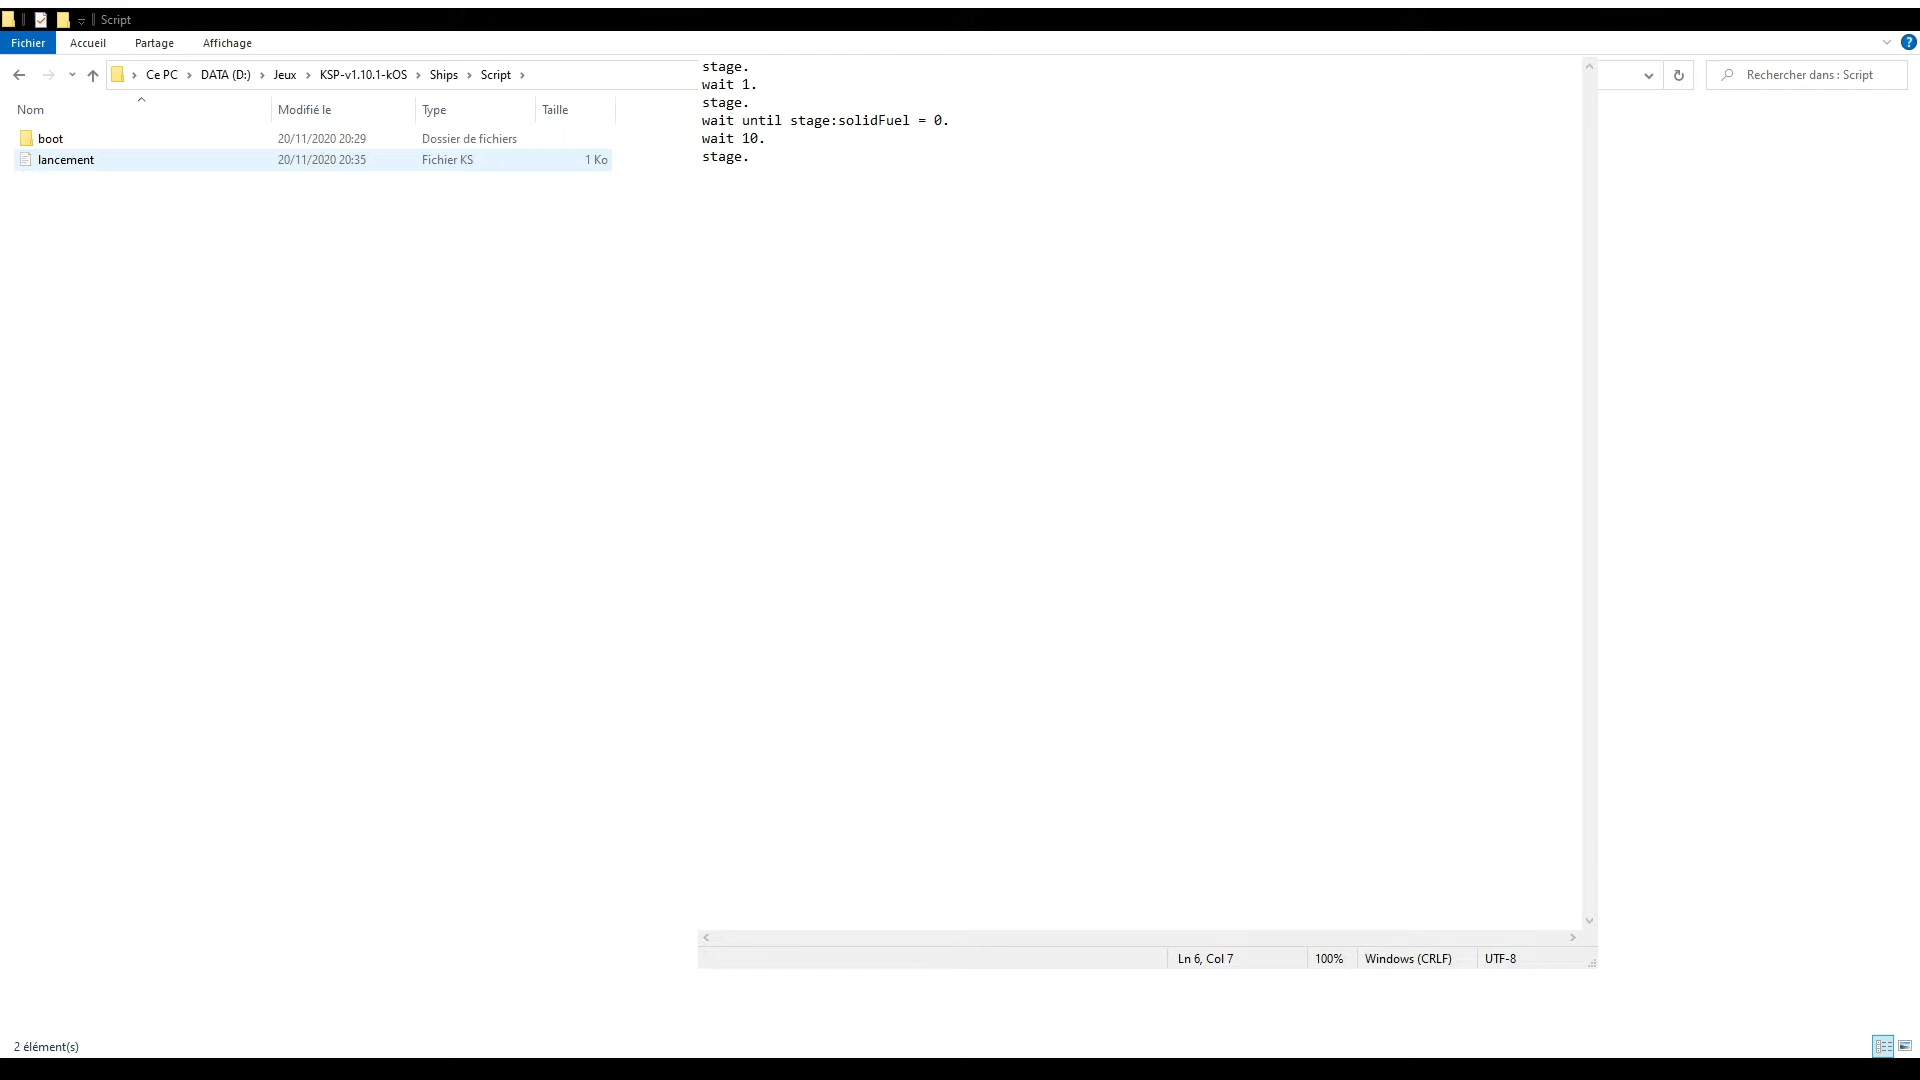 Script
Fichier Accueil Partage Affichage
Ce PC DATA (D:) Jeux KSP-v1.10.1-kOS Ships Script
Rechercher dans : Script
Nom Modifié le Type Taille
boot 20/11/2020 20:29 Dossier de fichiers
lancement 20/11/2020 20:35 Fichier KS 1 Ko
stage.
wait 1.
stage.
wait until stage:solidFuel = 0.
wait 10.
stage.
Ln 6, Col 7 100% Windows (CRLF) UTF-8
2 élément(s)